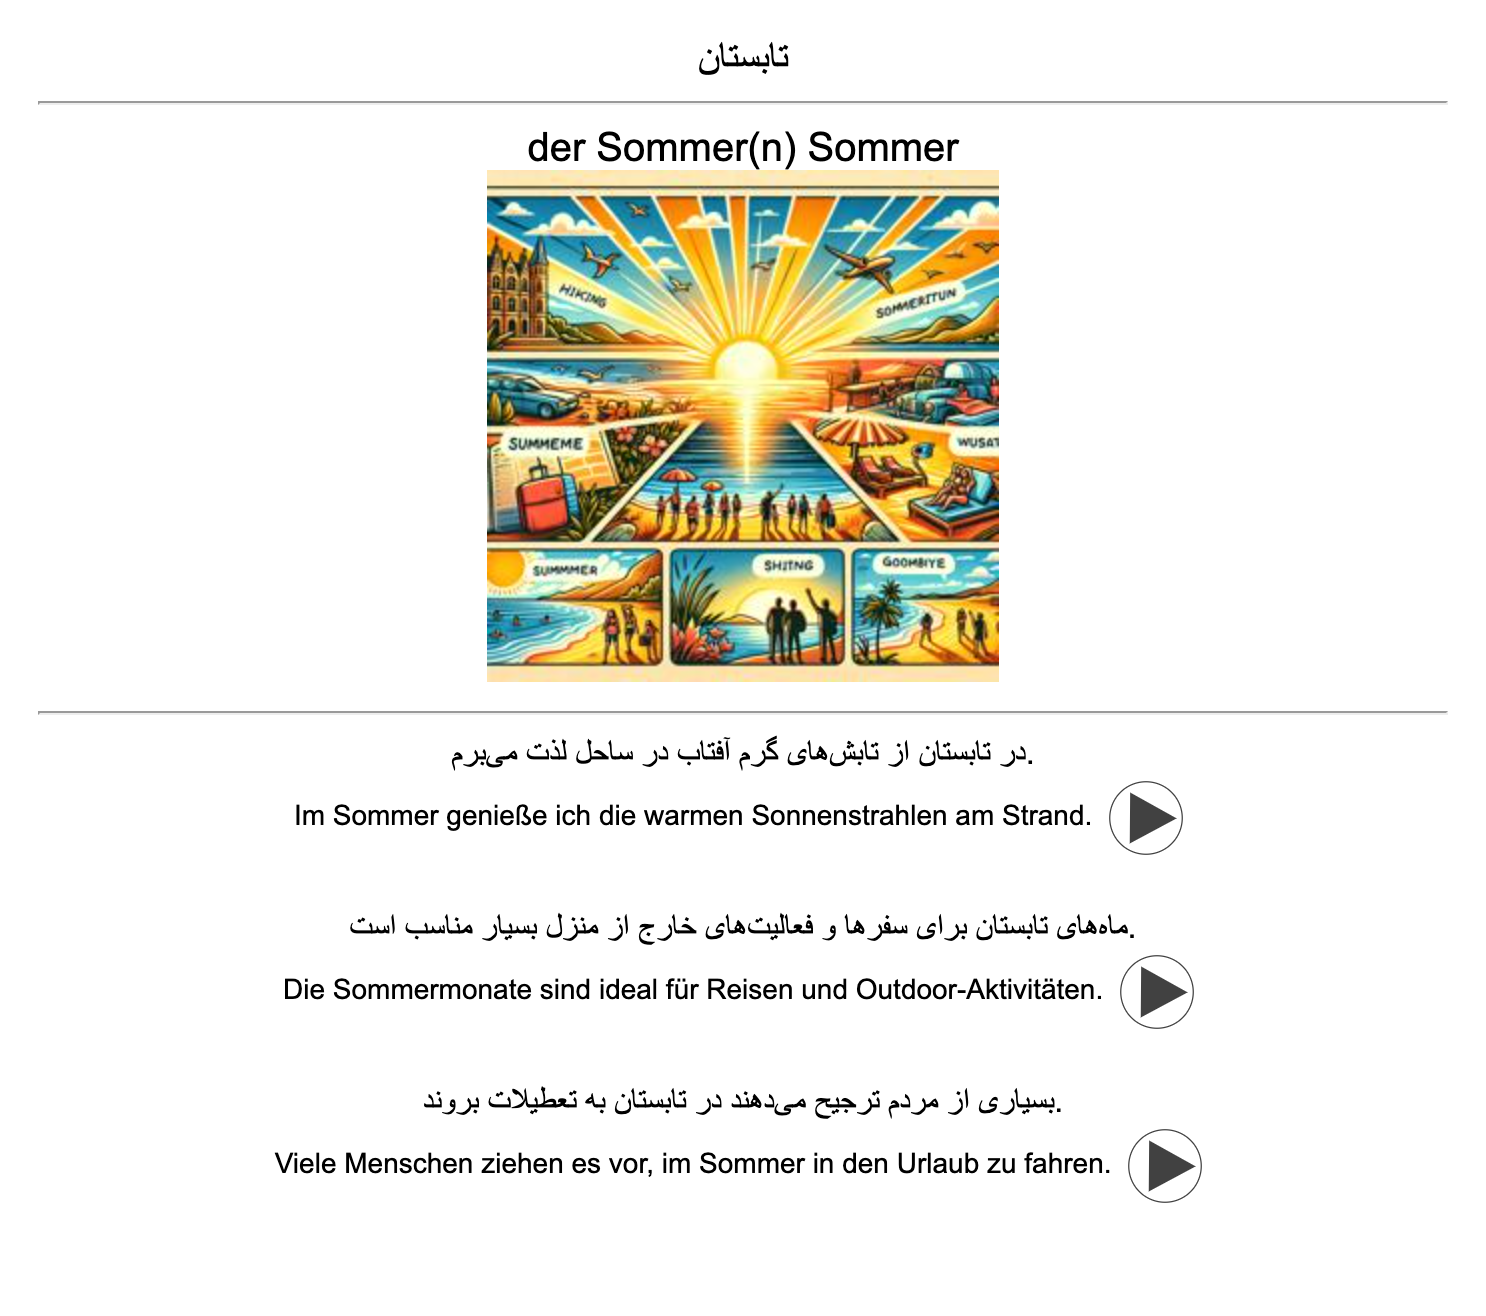 تابستان
der Sommer(n) Sommer
HIKING
SOMMERITUN
SUMMEME
WUSAT
SUMMMER
SHJTNG
GOOMBIYE
در تابستان از تابش‌های گرم آفتاب در ساحل لذت می‌برم.
Im Sommer genieße ich die warmen Sonnenstrahlen am Strand.
ماه‌های تابستان برای سفرها و فعالیت‌های خارج از منزل بسیار مناسب است.
Die Sommermonate sind ideal für Reisen und Outdoor-Aktivitäten.
بسیاری از مردم ترجیح می‌دهند در تابستان به تعطیلات بروند.
Viele Menschen ziehen es vor, im Sommer in den Urlaub zu fahren.